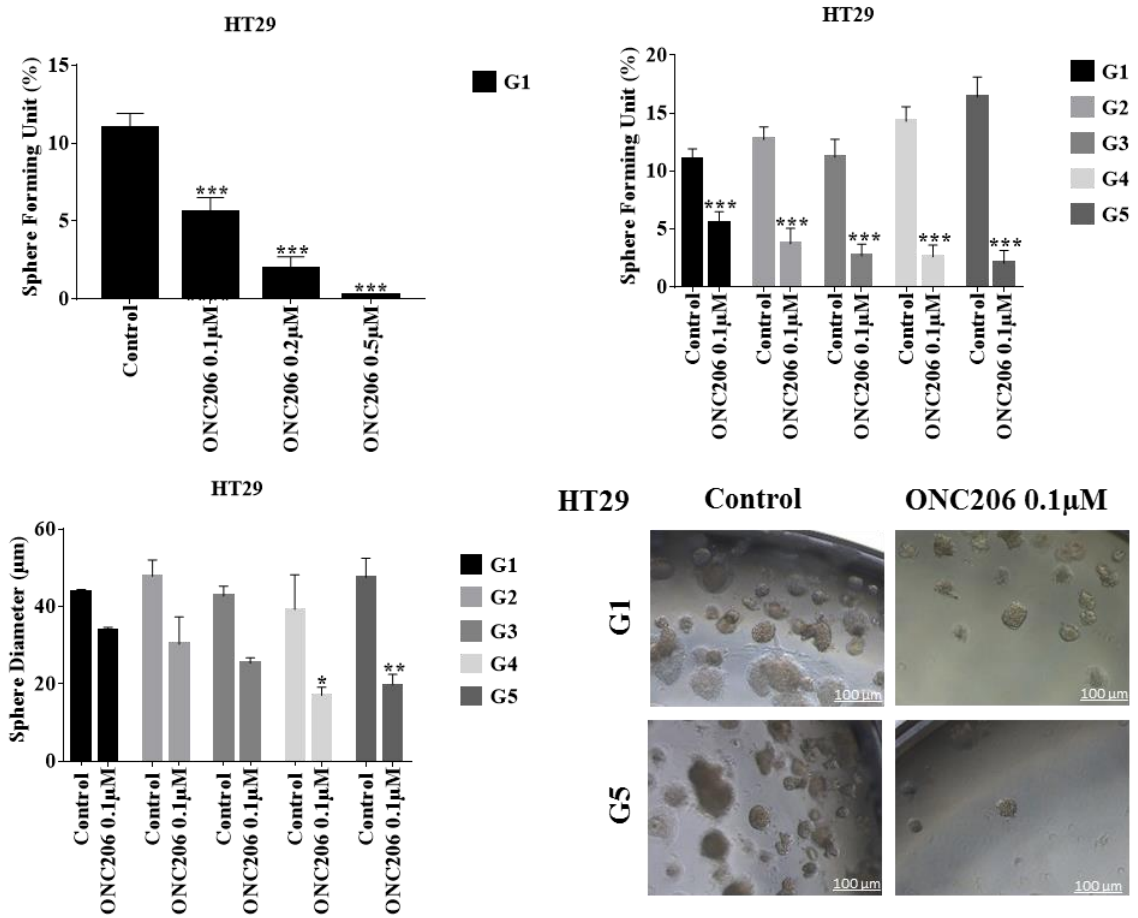 HT29
Sphere Forming Unit (%)
15
10
5
0
***
***
***
Control
ONC206 0.1µM
ONC206 0.2µM
ONC206 0.5µM
G1
HT29
Sphere Forming Unit (%)
20
15
10
5
0
***
***
***
***
***
Control
ONC206 0.1µM
Control
ONC206 0.1µM
Control
ONC206 0.1µM
Control
ONC206 0.1µM
Control
ONC206 0.1µM
G1
G2
G3
G4
G5
HT29
Sphere Diameter (µm)
60
40
20
0
*
**
Control
ONC206 0.1µM
Control
ONC206 0.1µM
Control
ONC206 0.1µM
Control
ONC206 0.1µM
Control
ONC206 0.1µM
G1
G2
G3
G4
G5
HT29
Control
ONC206 0.1µM
G1
100 µm
100 µm
G5
100 µm
100 µm